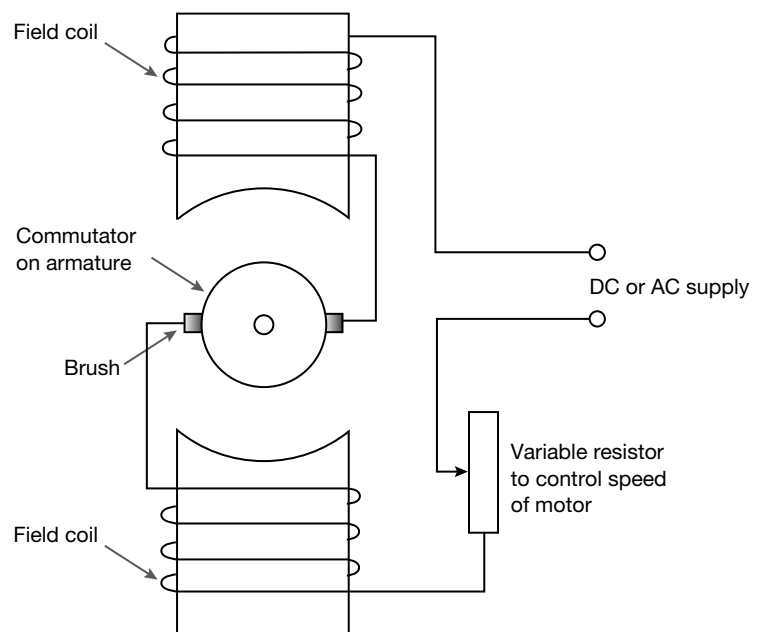 Field coil
Commutator
on armature
DC or AC supply
Brush
Variable resistor
to control speed
of motor
Field coil